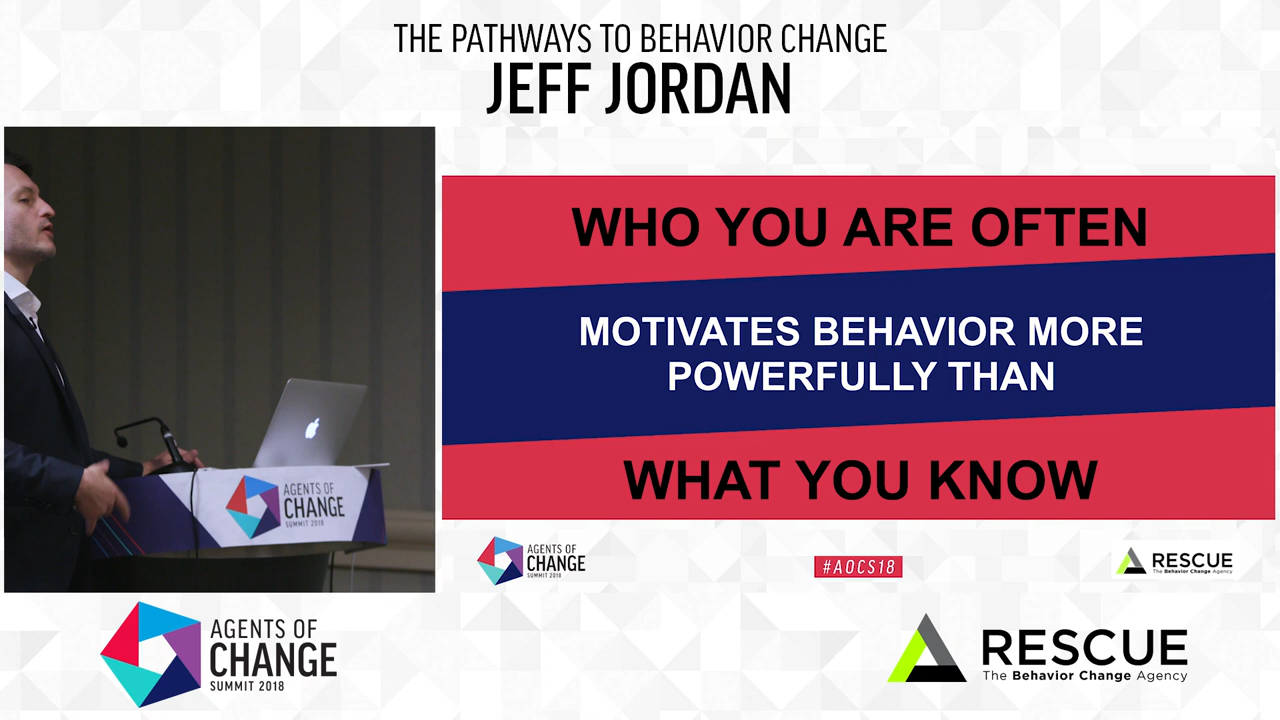 THE PATHWAYS TO BEHAVIOR CHANGE
JEFF JORDAN
WHO YOU ARE OFTEN
MOTIVATES BEHAVIOR MORE
POWERFULLY THAN
WHAT YOU KNOW
AGENTS OF
CHANGE
SUMMIT 2018
AGENTS OF
CHANGE
SUMMIT 2018
#AOCS18
RESCUE
The Behavior Change Agency
AGENTS OF
CHANGE
SUMMIT 2018
RESCUE
The Behavior Change Agency